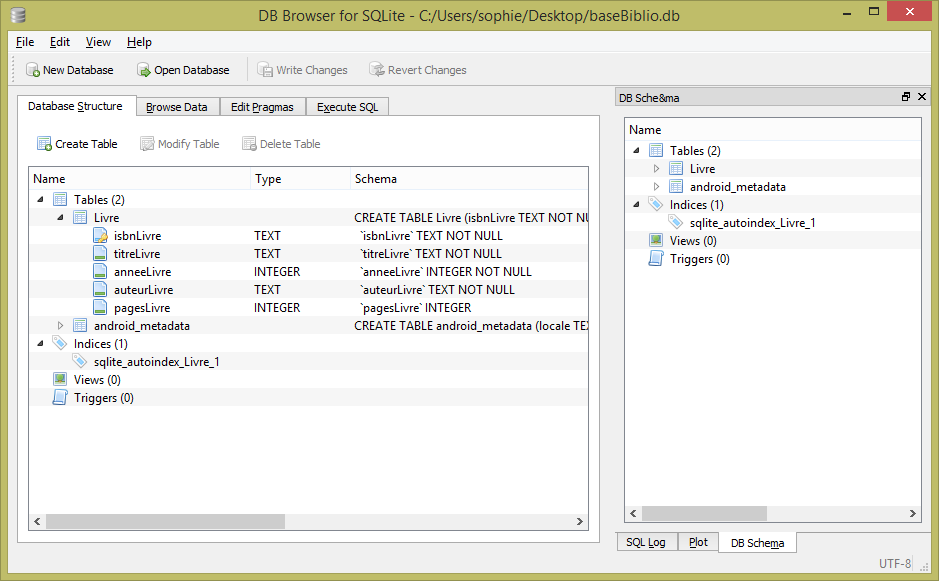 DB Browser for SQLite - C:/Users/sophie/Desktop/baseBiblio.db
File Edit View Help
New Database Open Database Write Changes Revert Changes
Database Structure Browse Data Edit Pragmas Execute SQL
Create Table Modify Table Delete Table
Name Type Schema
Tables (2)
Livre CREATE TABLE Livre (isbnLivre TEXT NOT NU
isbnLivre TEXT `isbnLivre` TEXT NOT NULL
titreLivre TEXT `titreLivre` TEXT NOT NULL
anneeLivre INTEGER `anneeLivre` INTEGER NOT NULL
auteurLivre TEXT `auteurLivre` TEXT NOT NULL
pagesLivre INTEGER `pagesLivre` INTEGER
android_metadata CREATE TABLE android_metadata (locale TEX
Indices (1)
sqlite_autoindex_Livre_1
Views (0)
Triggers (0)
DB Sche&ma
Name
Tables (2)
Livre
android_metadata
Indices (1)
sqlite_autoindex_Livre_1
Views (0)
Triggers (0)
SQL Log Plot DB Schema
UTF-8